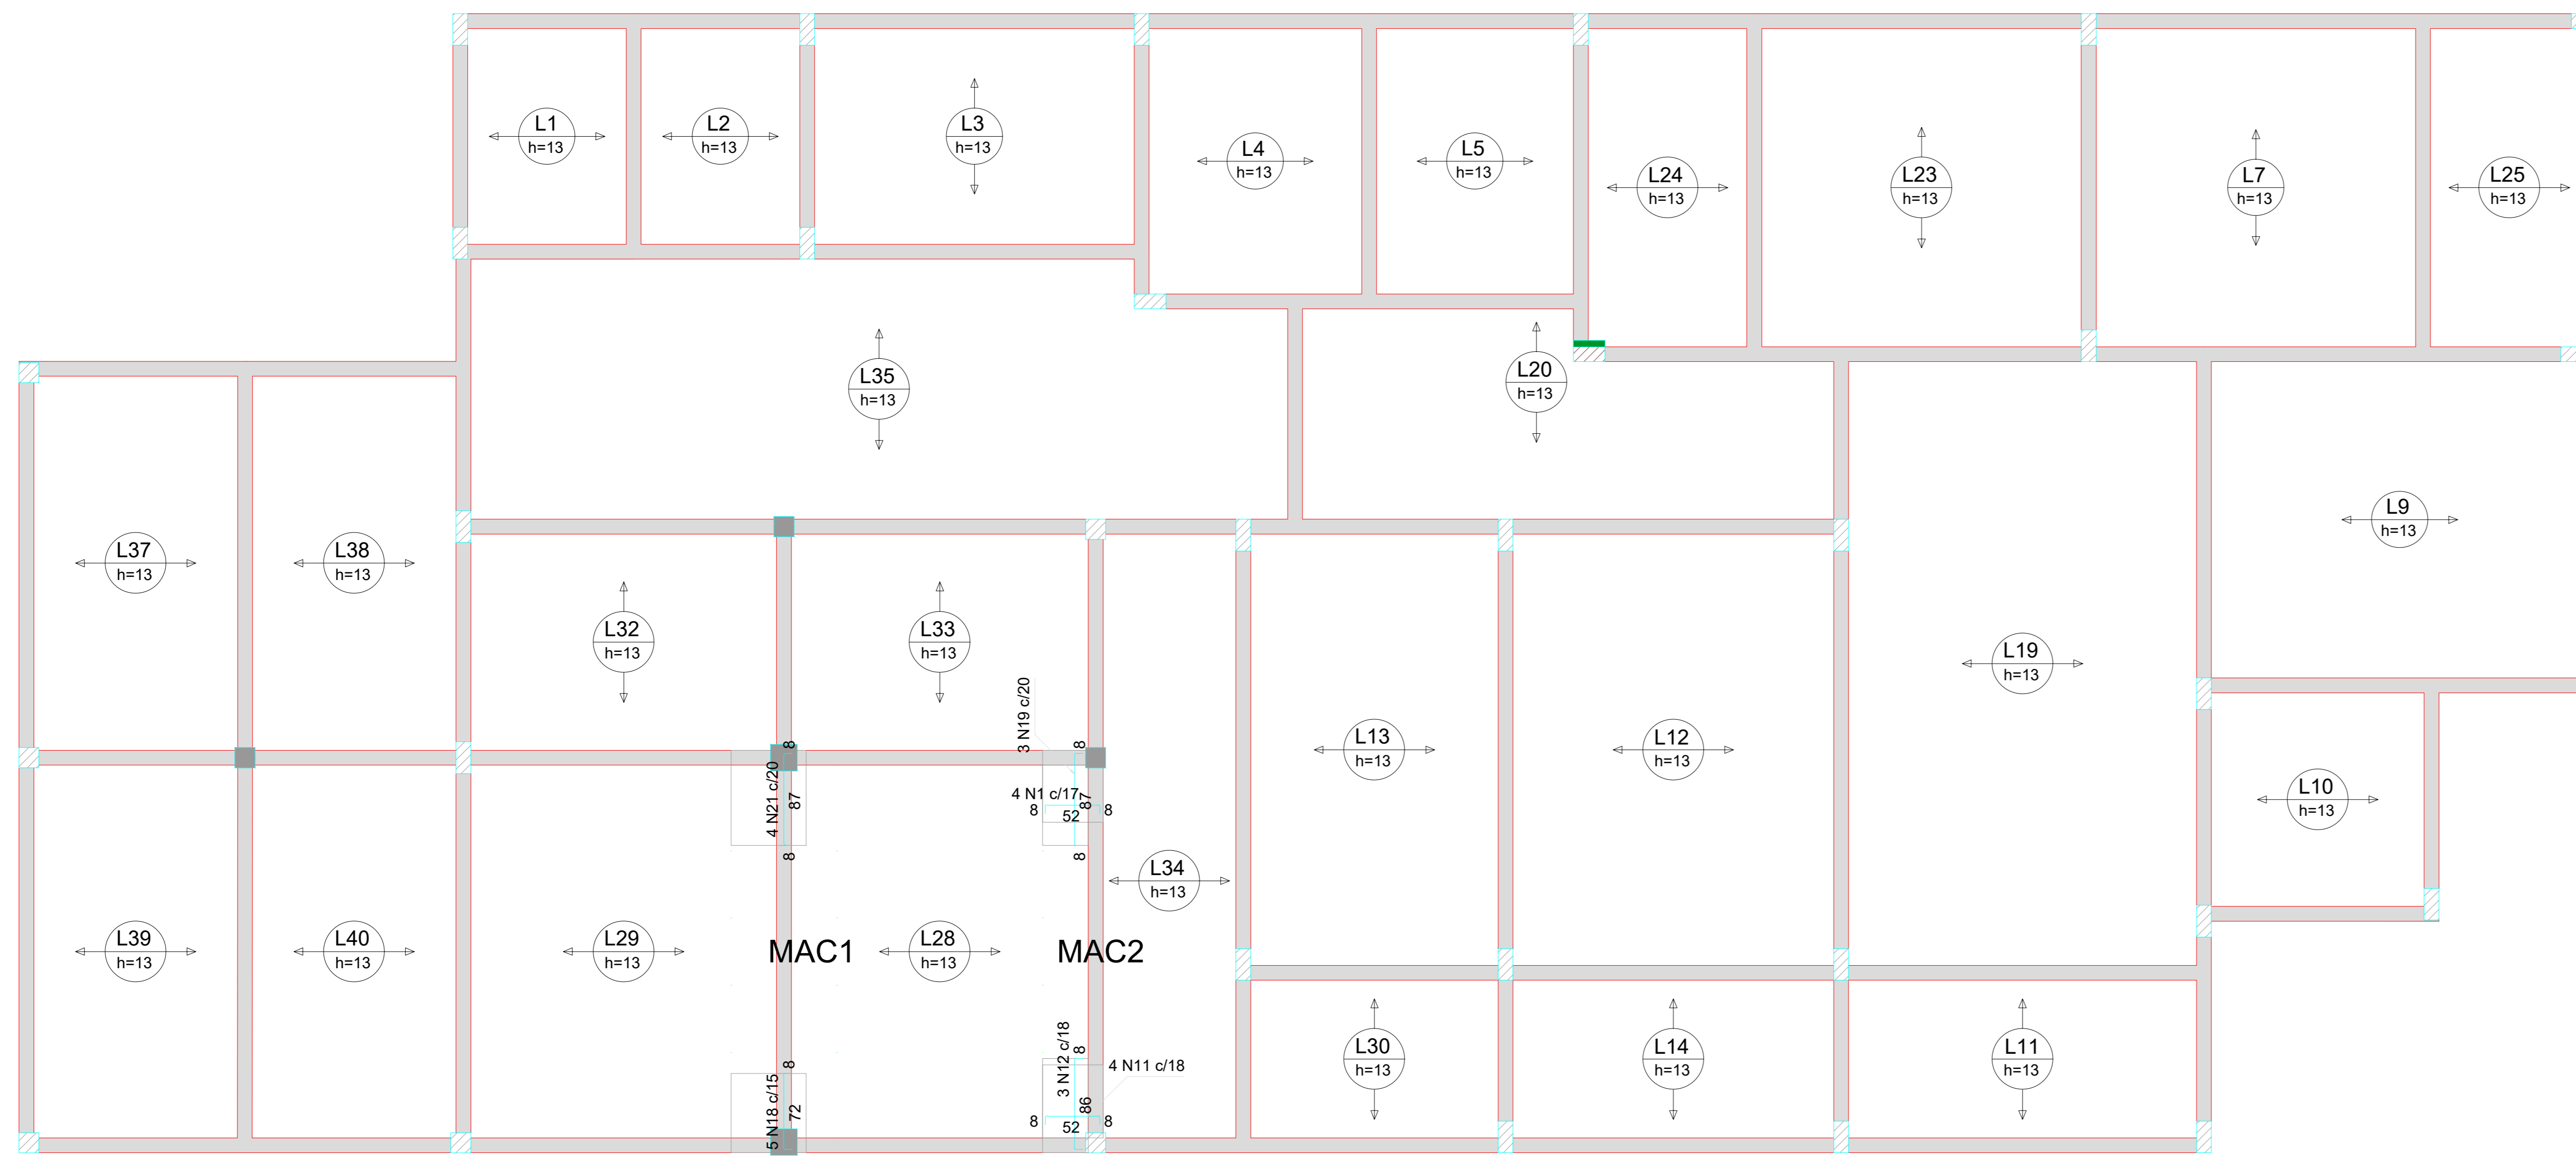 L1
h=13
L2
h=13
L3
h=13
L4
h=13
L5
h=13
L24
h=13
L23
h=13
L7
h=13
L25
h=13
L35
h=13
L20
h=13
L9
h=13
L37
h=13
L38
h=13
L32
h=13
L33
h=13
L19
h=13
3 N19 c/20
8
8
4 N21 c/20
87
8
4 N1 c/17
87
8
52
8
8
L13
h=13
L12
h=13
L10
h=13
L34
h=13
L39
h=13
L40
h=13
L29
h=13
MAC1
L28
h=13
MAC2
5 N18 c/15
8
72
3 N12 c/18
8
4 N11 c/18
86
8
52
8
L30
h=13
L14
h=13
L11
h=13